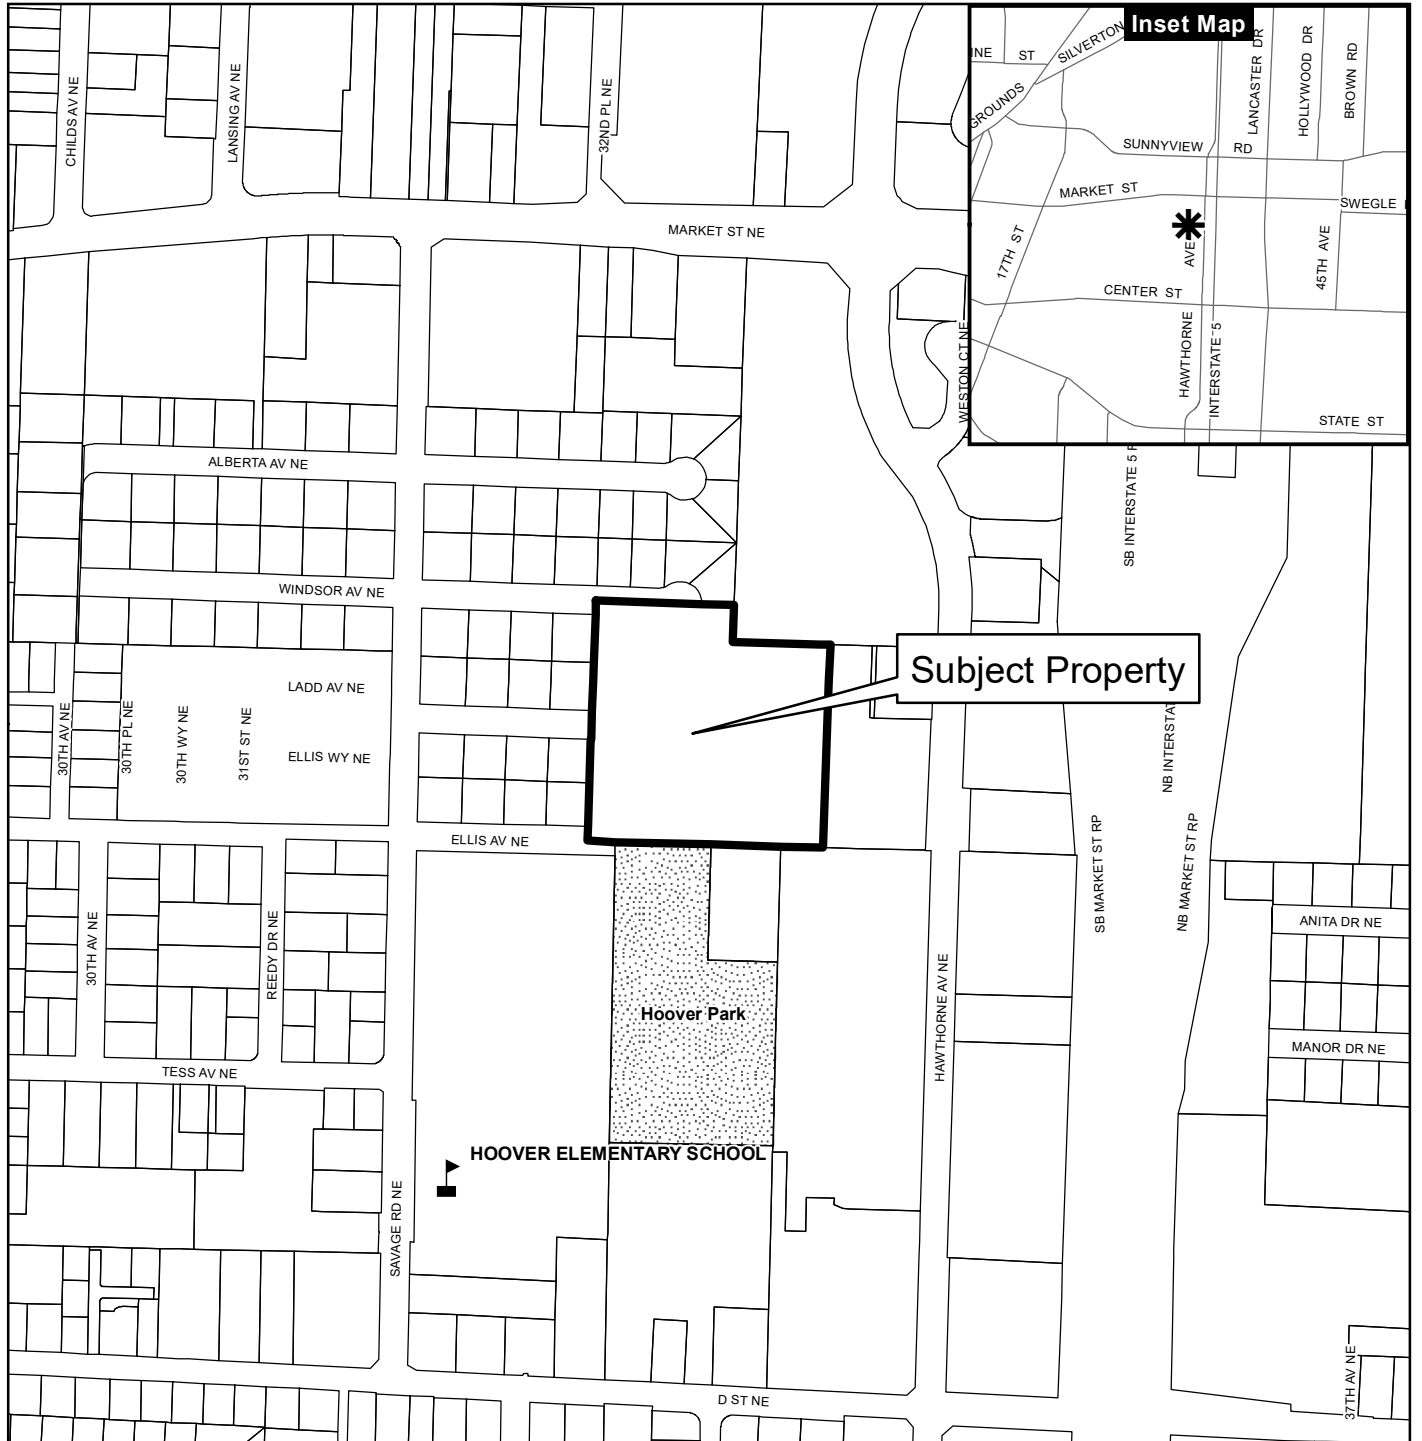 Inset Map
INE ST
SILVERTON
GROUNDS
LANCASTER DR
HOLLYWOOD DR
BROWN RD
SUNNYVIEW RD
MARKET ST
SWEGLE
17TH ST
AVE
45TH AVE
CENTER ST
HAWTHORNE
INTERSTATE 5
STATE ST
CHILDS AV NE
LANSING AV NE
32ND PL NE
MARKET ST NE
WESTON CT NE
ALBERTA AV NE
SB INTERSTATE 5
WINDSOR AV NE
Subject Property
LADD AV NE
30TH AV NE
30TH PL NE
30TH WY NE
31ST ST NE
ELLIS WY NE
NB INTERSTAT
ELLIS AV NE
SB MARKET ST RP
NB MARKET ST RP
30TH AV NE
REEDY DR NE
ANITA DR NE
Hoover Park
HAWTHORNE AV NE
MANOR DR NE
TESS AV NE
HOOVER ELEMENTARY SCHOOL
SAVAGE RD NE
D ST NE
37TH AV NE